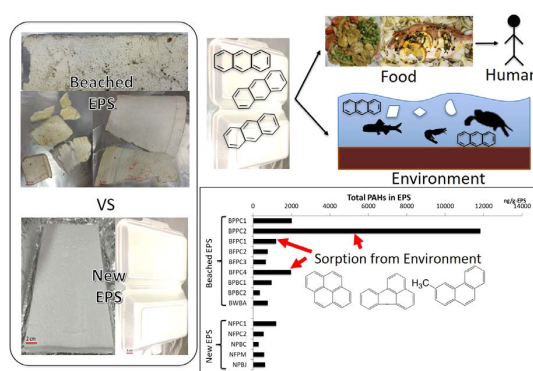 Beached
EPS
VS
New
EPS
2 cm
Food
Human
Environment
Total PAHs in EPS
ng/g-EPS
0
2000
4000
6000
8000
10000
12000
14000
Beached EPS
BPPC1
BPPC2
BFPC1
BFPC2
BFPC3
BFPC4
BPBC1
BPBC2
BWBA
Sorption from Environment
H₃C
New EPS
NFPC1
NFPC2
NPBC
NFPM
NPBJ